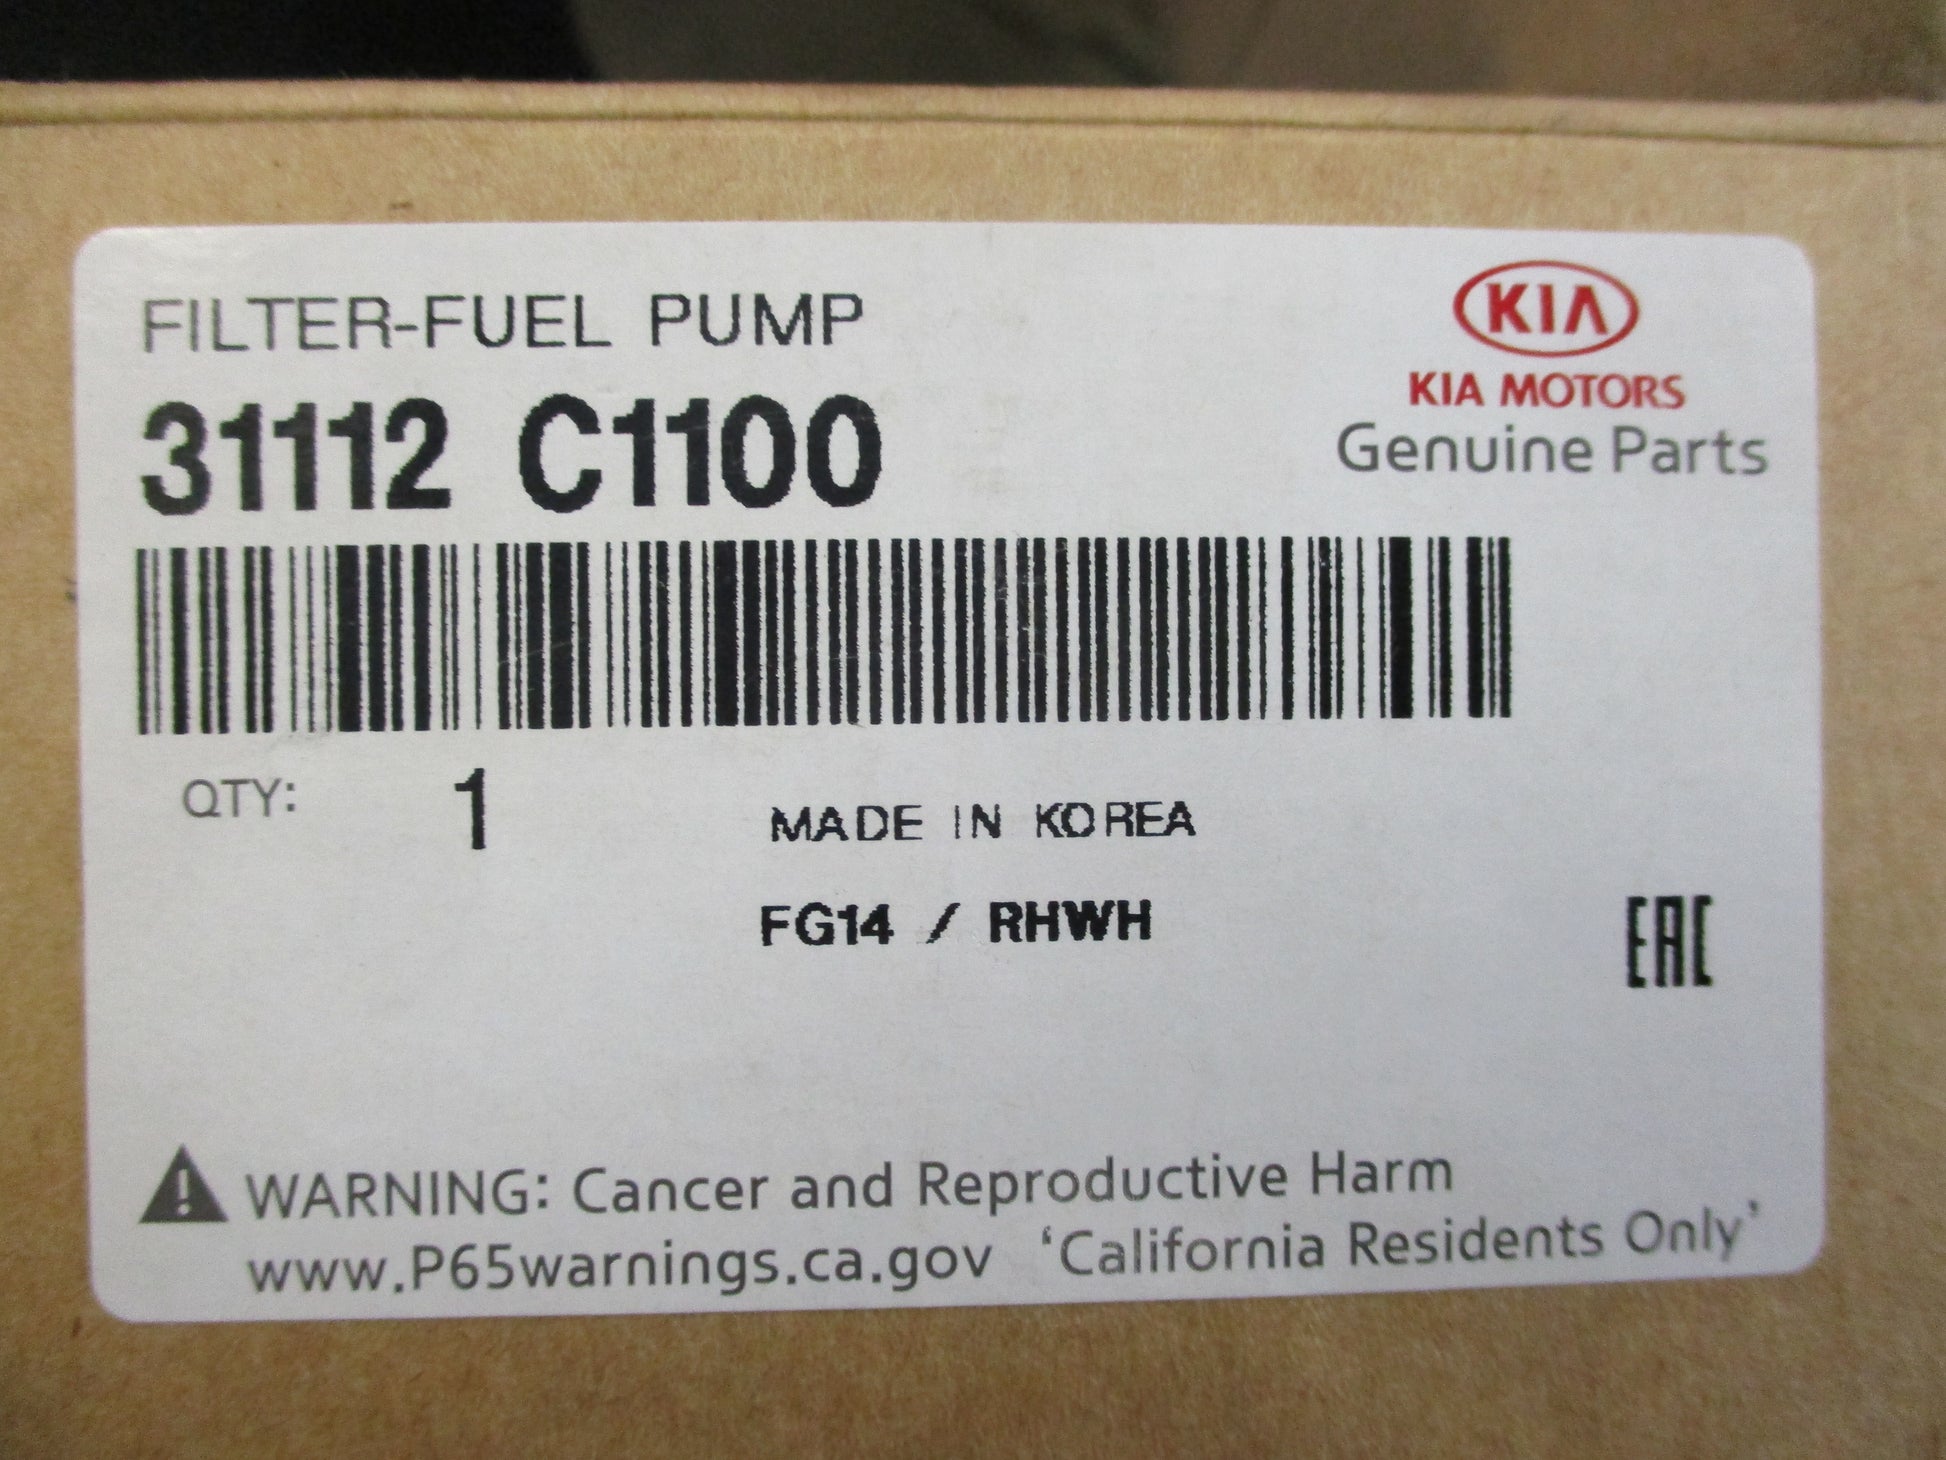 FILTER-FUEL PUMP
31112 C1100
KIA
KIA MOTORS
Genuine Parts
QTY: 1
MADE IN KOREA
FG14 / RHWH
EAC
WARNING: Cancer and Reproductive Harm
www.P65warnings.ca.gov 'California Residents Only'